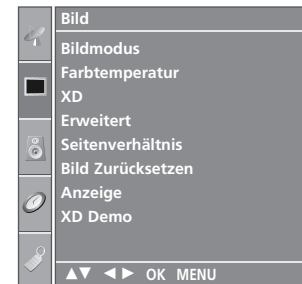 Bild
Bildmodus
Farbtemperatur
XD
Erweitert
Seitenverhältnis
Bild Zurücksetzen
Anzeige
XD Demo
▲▼ ◄► OK MENU